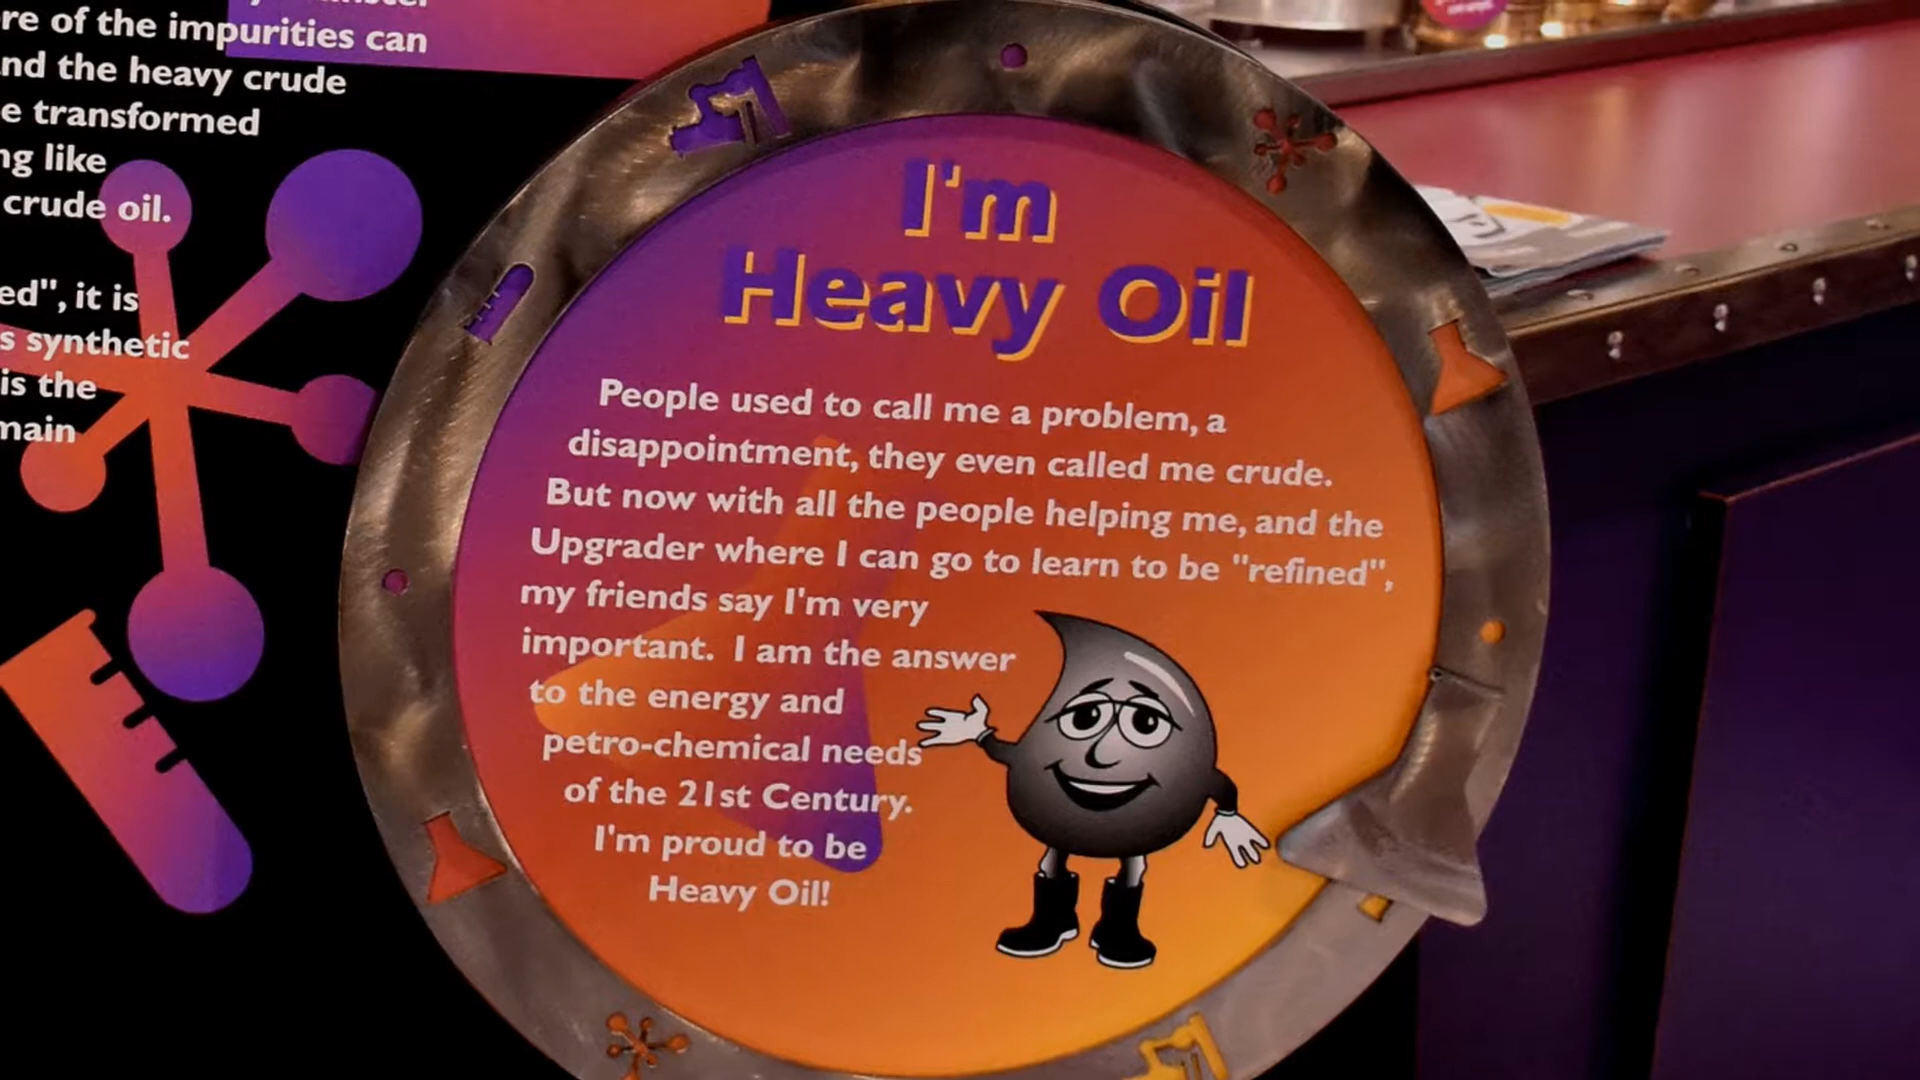 re of the impurities can
nd the heavy crude
e transformed
ng like
crude oil.
ed", it is
s synthetic
is the
main
I'm
Heavy Oil
People used to call me a problem, a
disappointment, they even called me crude.
But now with all the people helping me, and the
Upgrader where I can go to learn to be "refined",
my friends say I'm very
important. I am the answer
to the energy and
petro-chemical needs
of the 21st Century.
I'm proud to be
Heavy Oil!